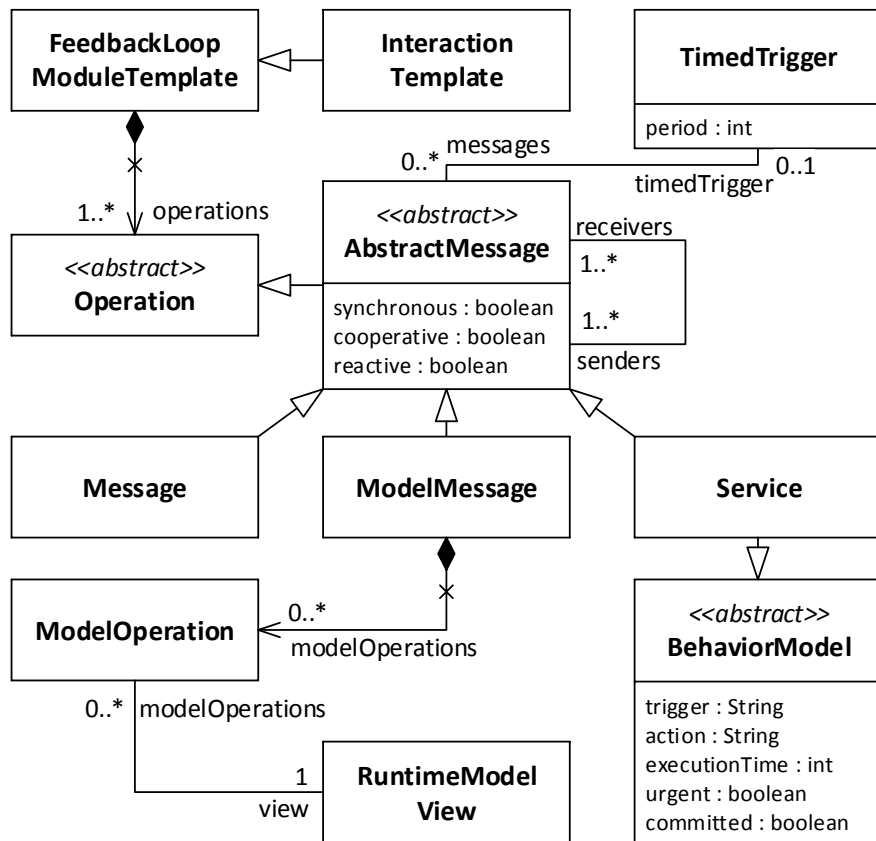 FeedbackLoop
ModuleTemplate
Interaction
Template
TimedTrigger
period : int
0..* messages
timedTrigger
0..1
1..* operations
<<abstract>>
Operation
<<abstract>>
AbstractMessage
synchronous : boolean
cooperative : boolean
reactive : boolean
receivers
1..*
1..*
senders
Message
ModelMessage
Service
ModelOperation
0..*
modelOperations
<<abstract>>
BehaviorModel
trigger : String
action : String
executionTime : int
urgent : boolean
committed : boolean
0..* modelOperations
1
view
RuntimeModel
View